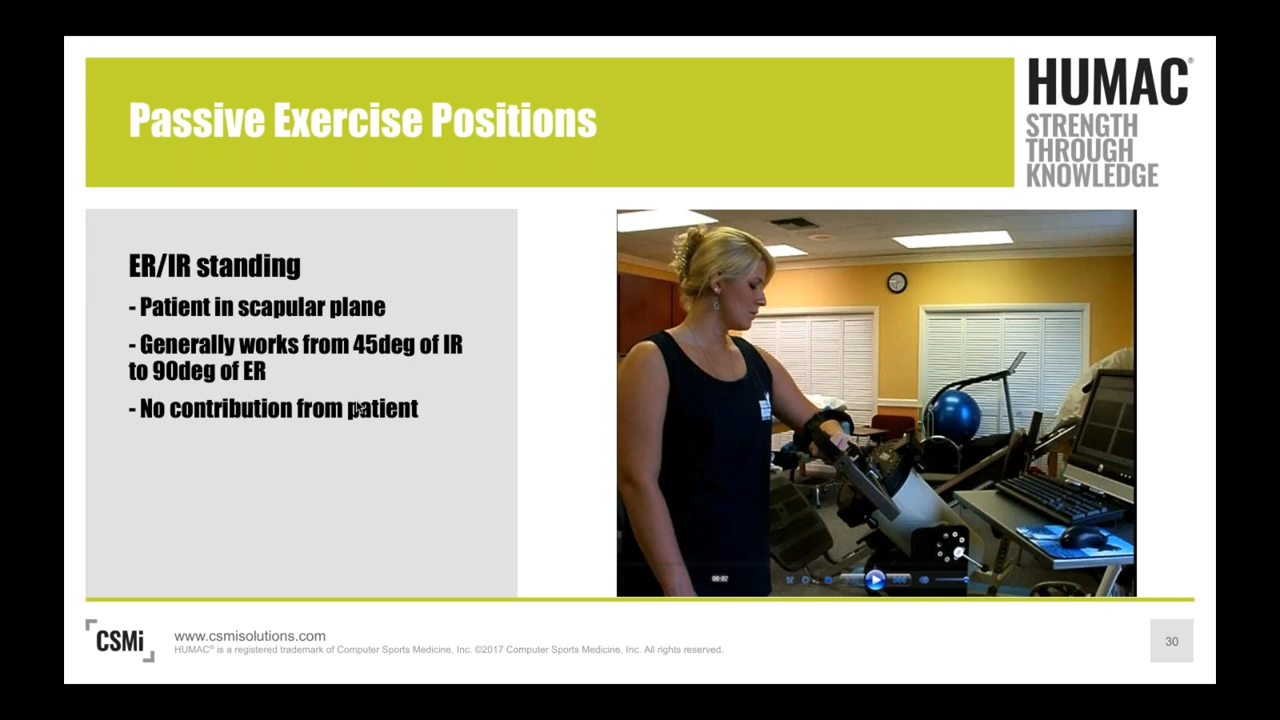 Passive Exercise Positions
HUMAC®
STRENGTH
THROUGH
KNOWLEDGE
ER/IR standing
- Patient in scapular plane
- Generally works from 45deg of IR
to 90deg of ER
- No contribution from patient
00:02
CSMi
www.csmisolutions.com
HUMAC® is a registered trademark of Computer Sports Medicine, Inc. ©2017 Computer Sports Medicine, Inc. All rights reserved.
30